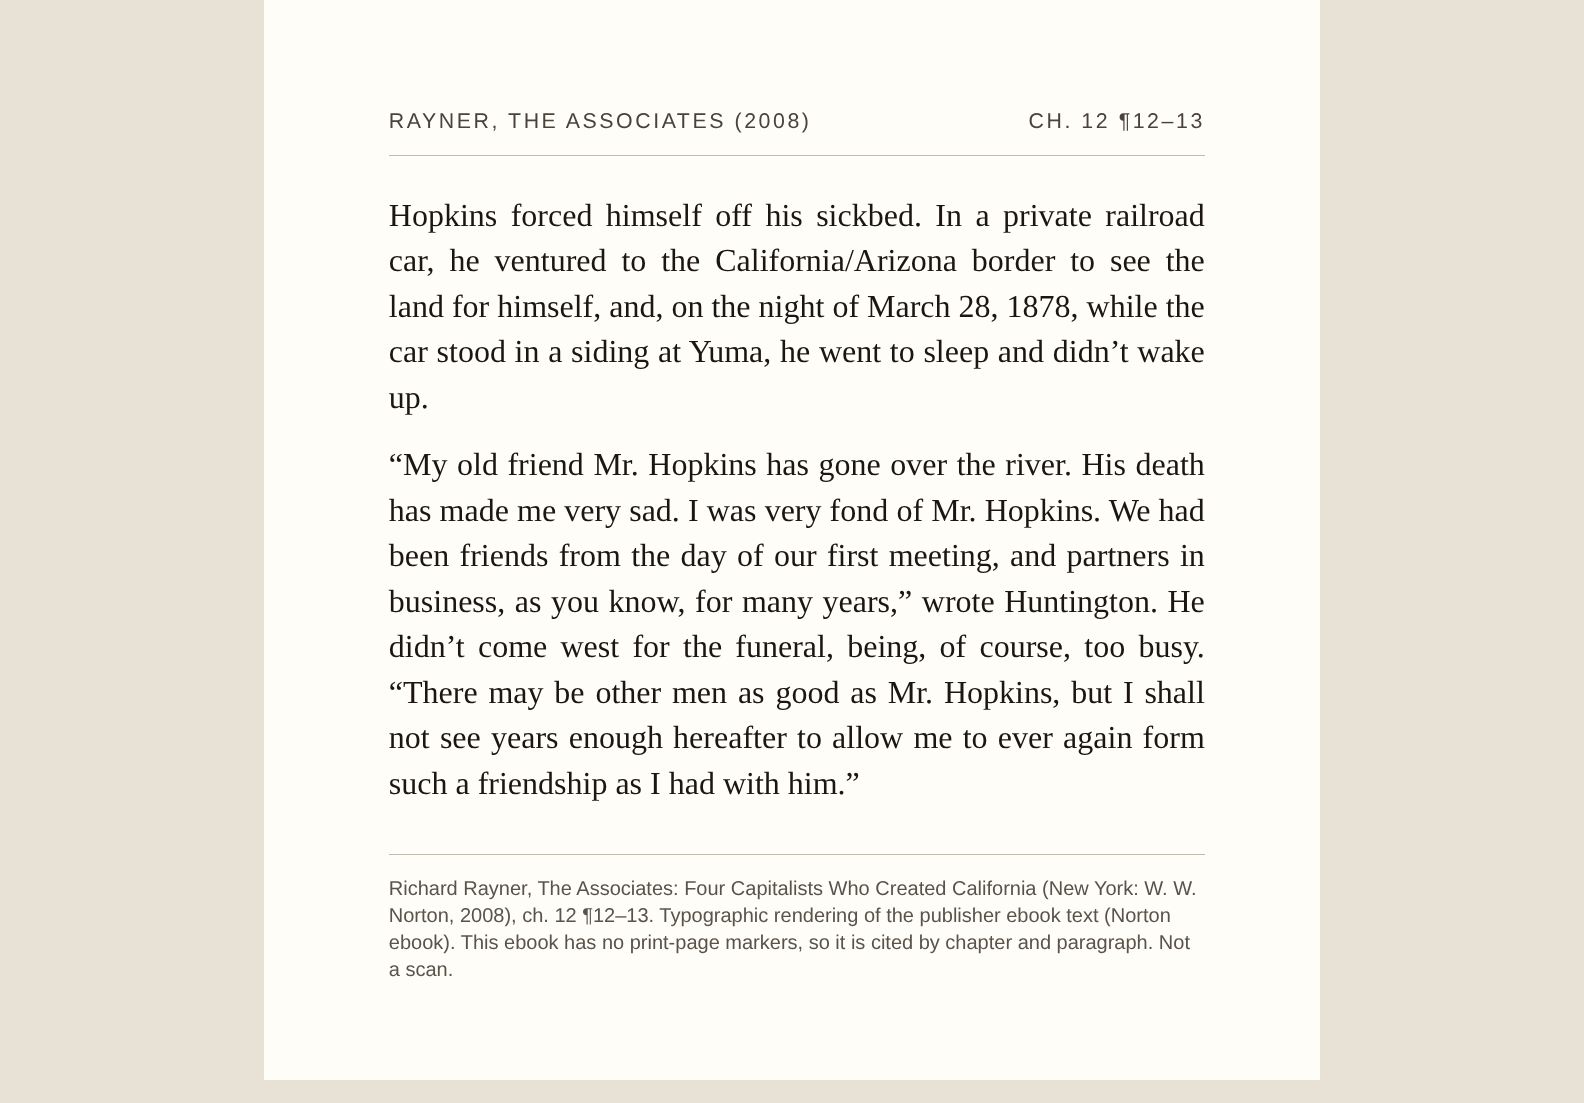 RAYNER, THE ASSOCIATES (2008)
CH. 12 ¶12–13
Hopkins forced himself off his sickbed. In a private railroad
car, he ventured to the California/Arizona border to see the
land for himself, and, on the night of March 28, 1878, while the
car stood in a siding at Yuma, he went to sleep and didn’t wake
up.
“My old friend Mr. Hopkins has gone over the river. His death
has made me very sad. I was very fond of Mr. Hopkins. We had
been friends from the day of our first meeting, and partners in
business, as you know, for many years,” wrote Huntington. He
didn’t come west for the funeral, being, of course, too busy.
“There may be other men as good as Mr. Hopkins, but I shall
not see years enough hereafter to allow me to ever again form
such a friendship as I had with him.”
Richard Rayner, The Associates: Four Capitalists Who Created California (New York: W. W.
Norton, 2008), ch. 12 ¶12–13. Typographic rendering of the publisher ebook text (Norton
ebook). This ebook has no print-page markers, so it is cited by chapter and paragraph. Not
a scan.